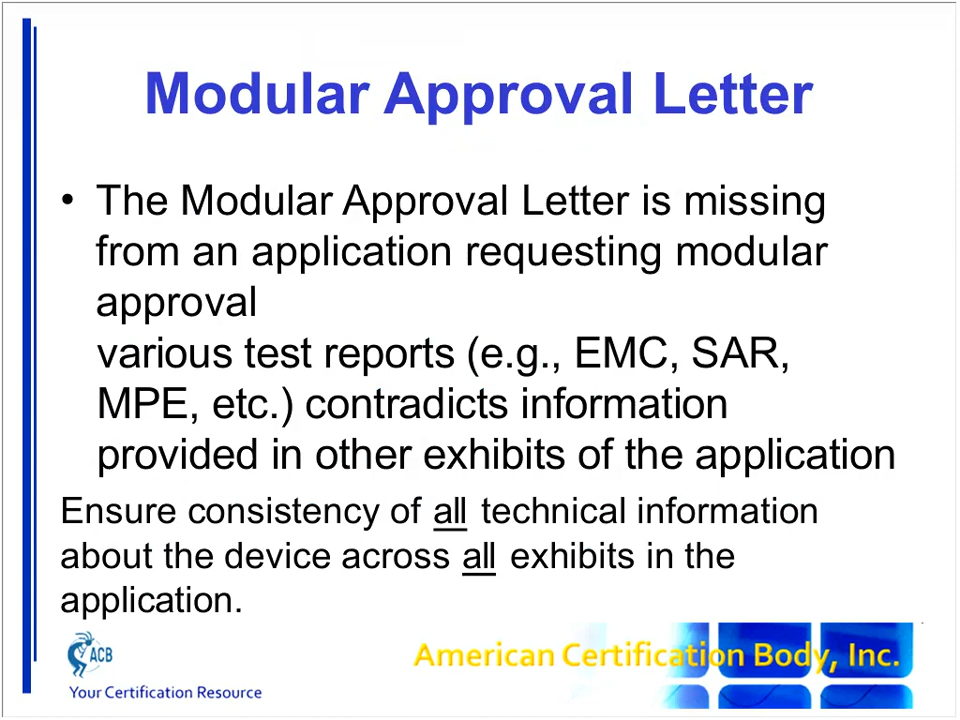 Modular Approval Letter
• The Modular Approval Letter is missing
from an application requesting modular
approval
various test reports (e.g., EMC, SAR,
MPE, etc.) contradicts information
provided in other exhibits of the application
Ensure consistency of all technical information
about the device across all exhibits in the
application.
ACB
American Certification Body, Inc.
Your Certification Resource